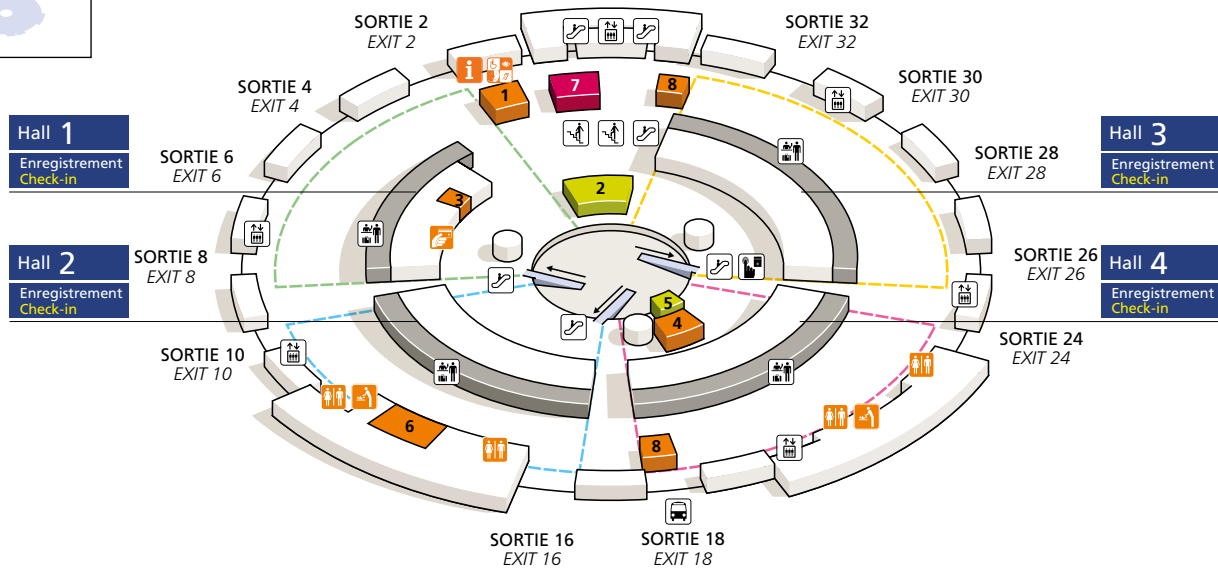 SORTIE 2
EXIT 2
SORTIE 32
EXIT 32
SORTIE 4
EXIT 4
SORTIE 30
EXIT 30
i
1
7
8
Hall 1
Enregistrement
Check-in
SORTIE 6
EXIT 6
Hall 3
Enregistrement
Check-in
SORTIE 28
EXIT 28
2
3
Hall 2
Enregistrement
Check-in
SORTIE 8
EXIT 8
SORTIE 26
EXIT 26
Hall 4
Enregistrement
Check-in
5
4
SORTIE 10
EXIT 10
SORTIE 24
EXIT 24
6
8
SORTIE 16
EXIT 16
SORTIE 18
EXIT 18